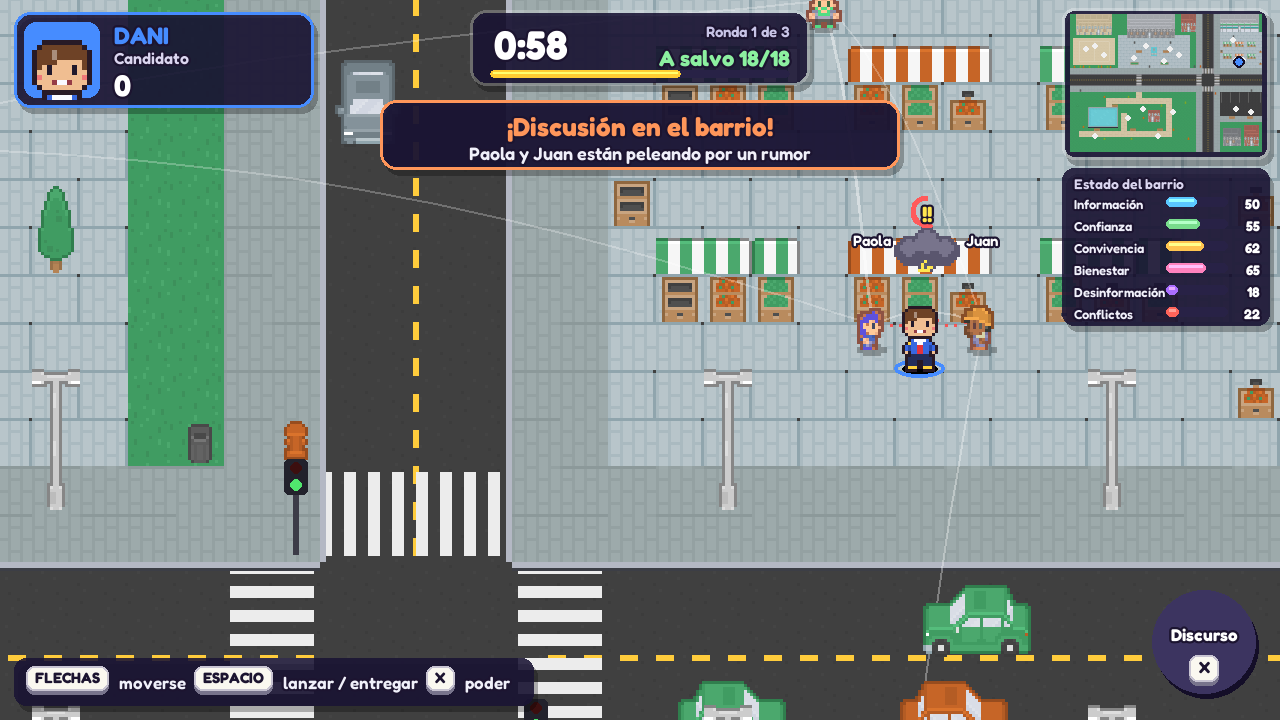 DANI
Candidato
0
0:58
Ronda 1 de 3
A salvo 18/18
¡Discusión en el barrio!
Paola y Juan están peleando por un rumor
Estado del barrio
Información 50
Confianza 55
Convivencia 62
Bienestar 65
Desinformación 18
Conflictos 22
!!
Paola
Juan
Discurso
X
FLECHAS moverse ESPACIO lanzar / entregar X poder